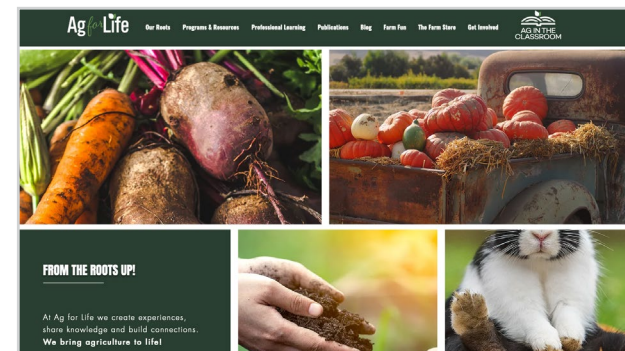 Ag for Life
Our Roots Programs & Resources Professional Learning Publications Blog Farm Fun The Farm Store Get Involved
AG IN THE
CLASSROOM
FROM THE ROOTS UP!
At Ag for Life we create experiences,
share knowledge and build connections.
We bring agriculture to life!